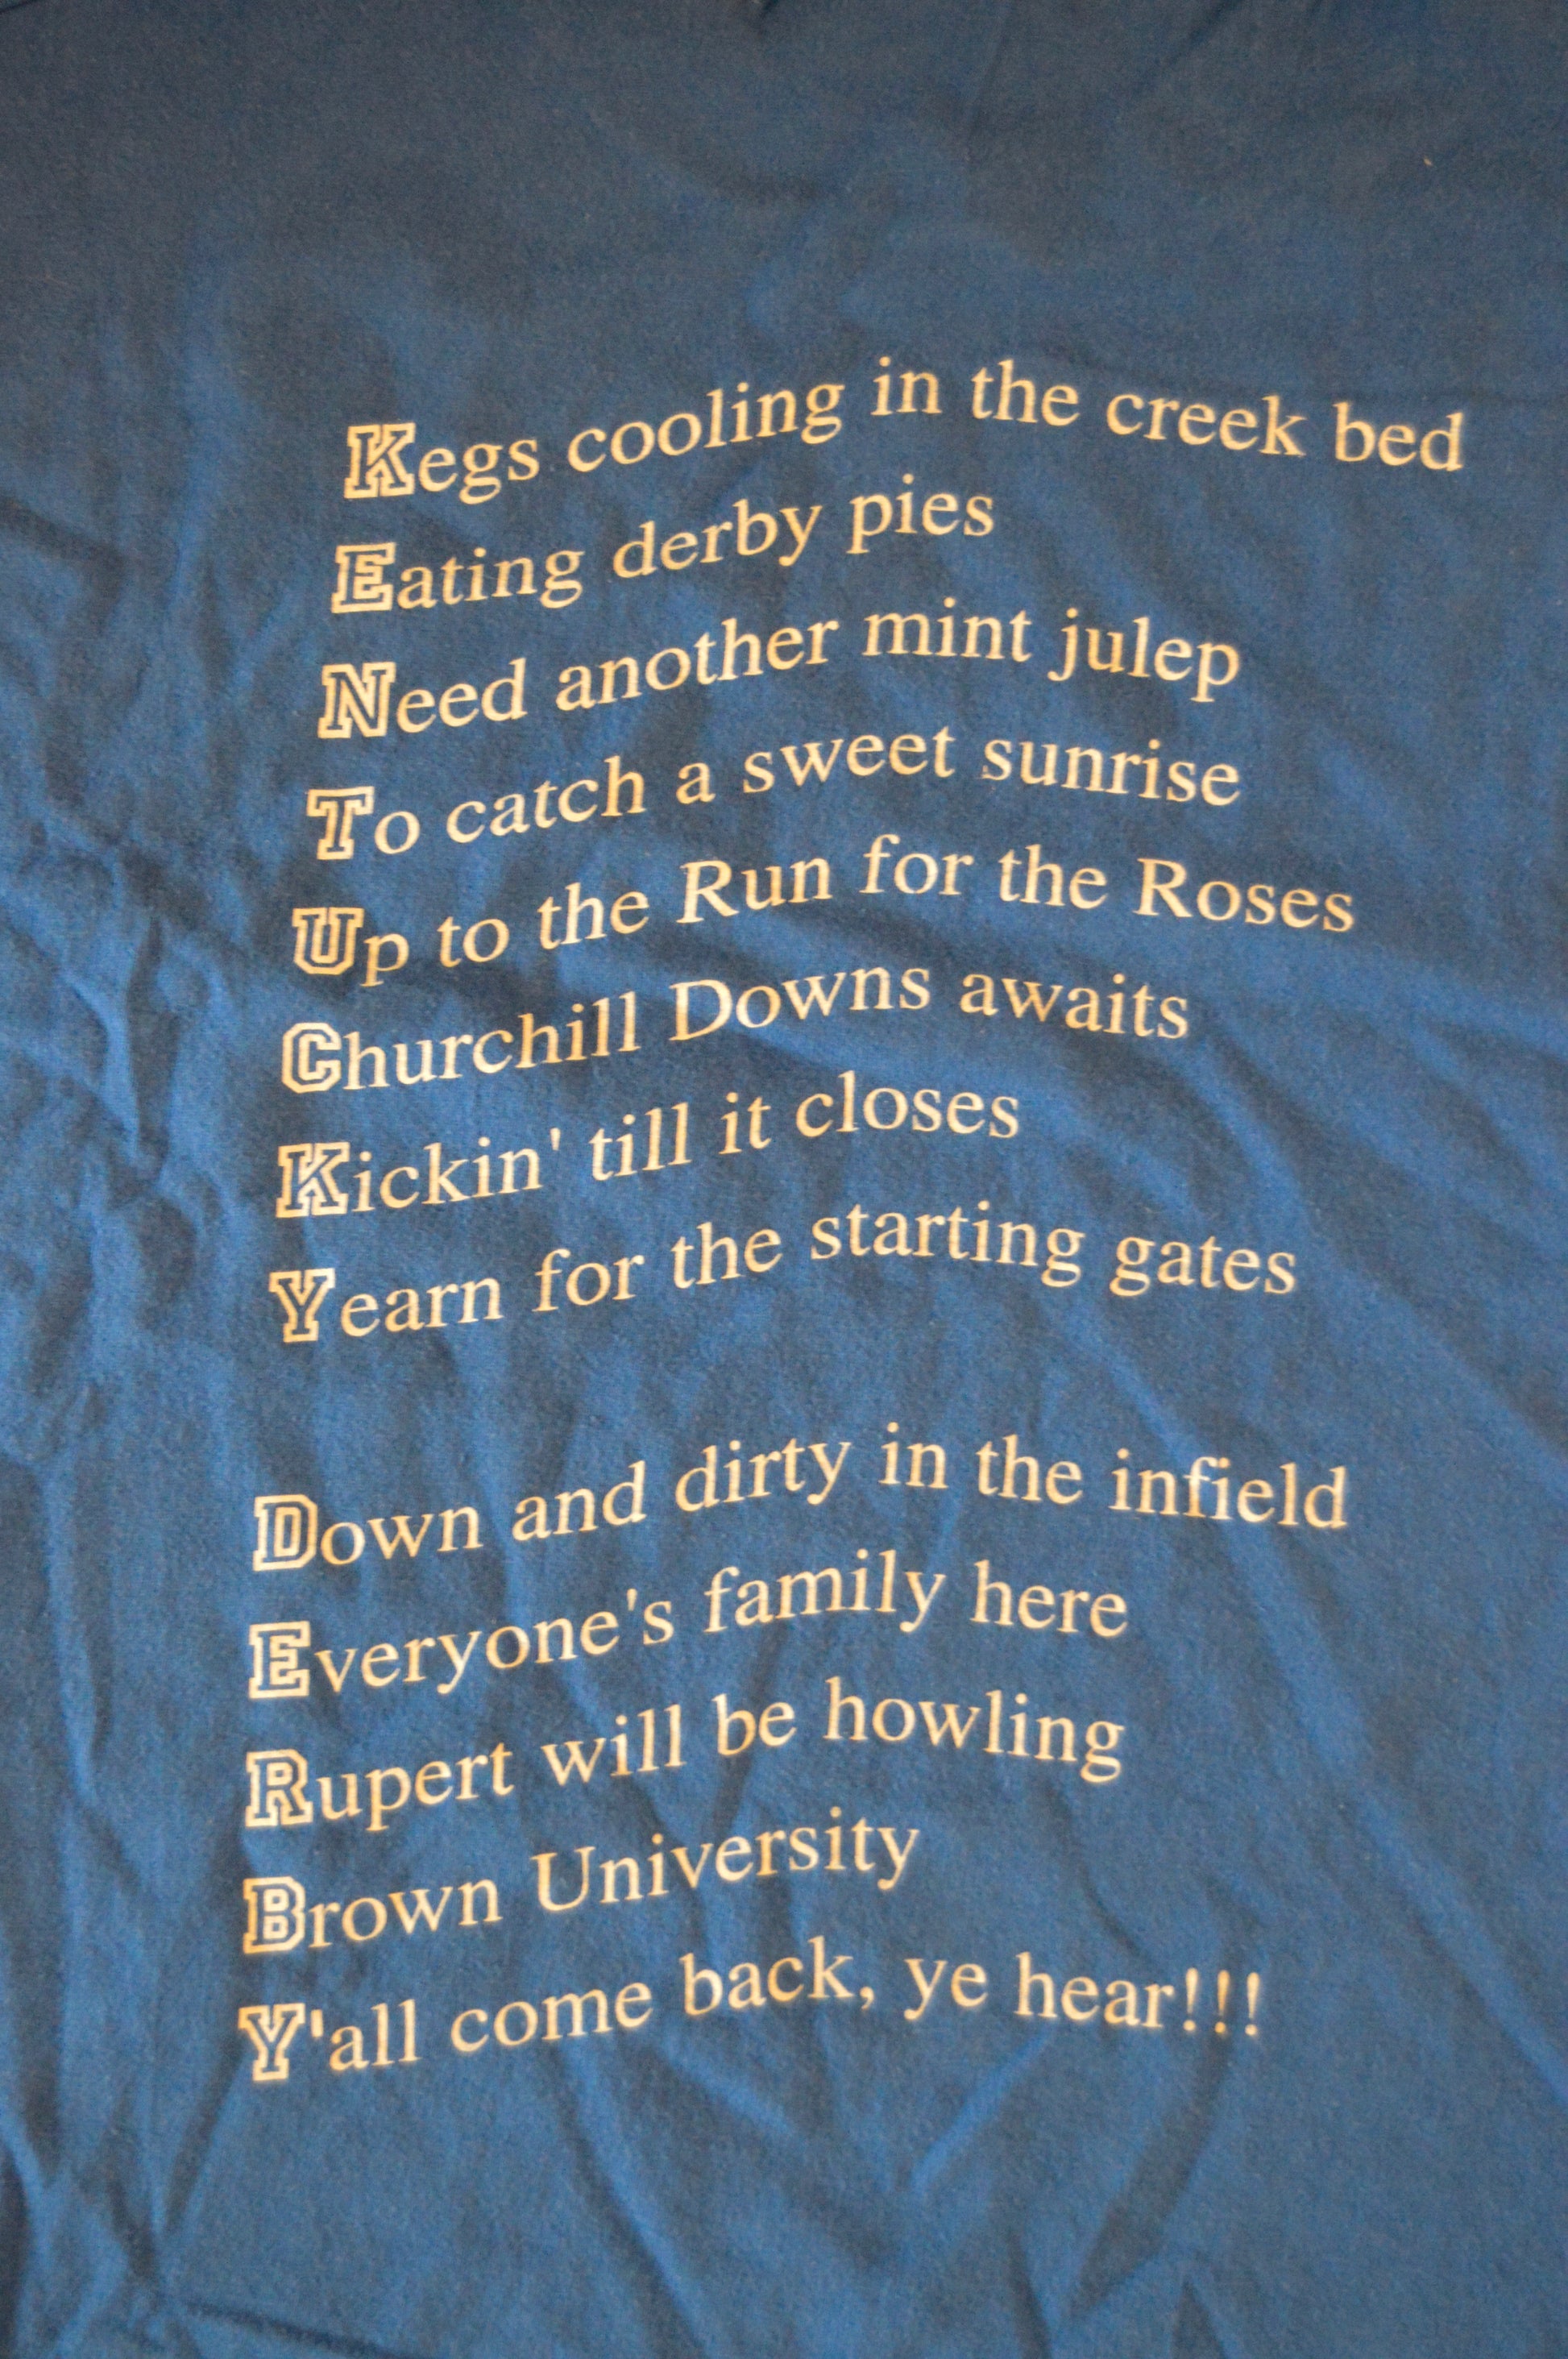 Kegs cooling in the creek bed
Eating derby pies
Need another mint julep
To catch a sweet sunrise
Up to the Run for the Roses
Churchill Downs awaits
Kickin' till it closes
Yearn for the starting gates
Down and dirty in the infield
Everyone's family here
Rupert will be howling
Brown University
Y'all come back, ye hear!!!